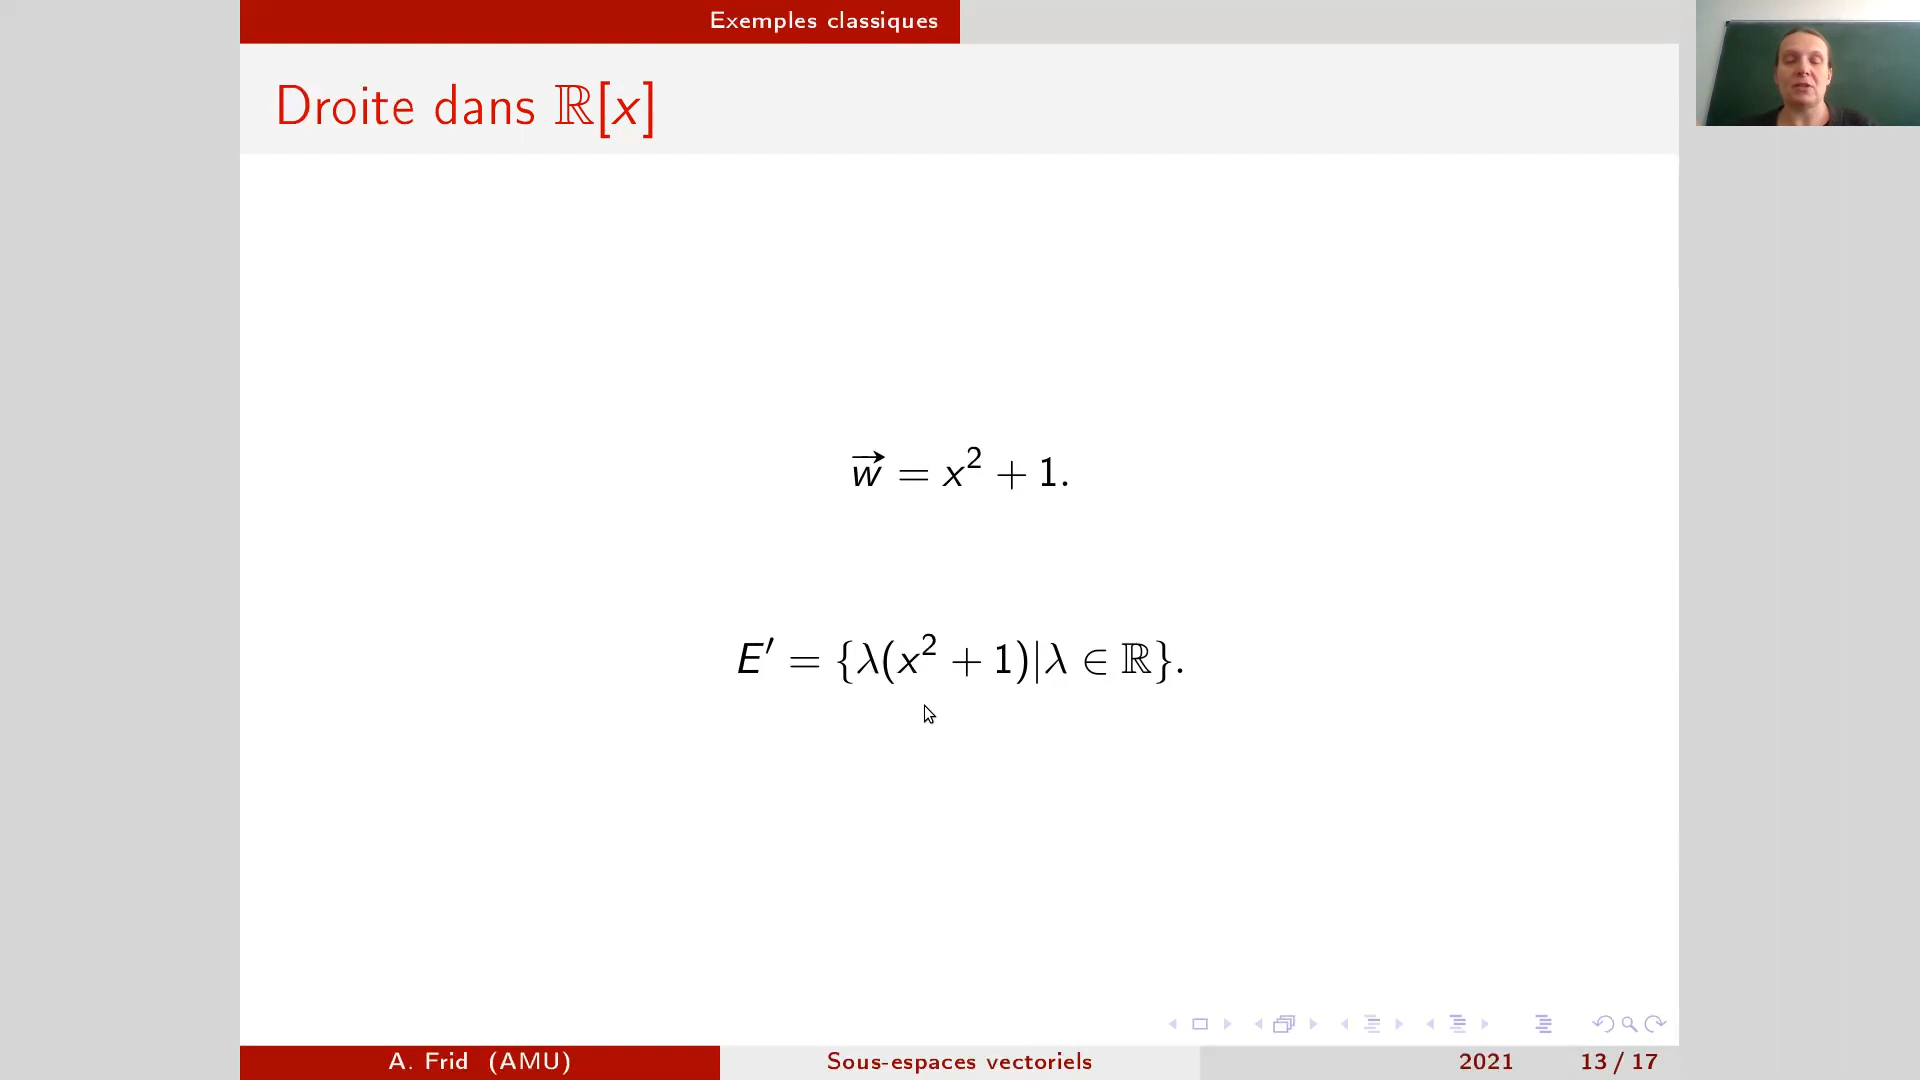 Exemples classiques
Droite dans ℝ[x]
w⃗ = x² + 1.
E′ = {λ(x² + 1)|λ ∈ ℝ}.
A. Frid (AMU)
Sous-espaces vectoriels
2021
13 / 17